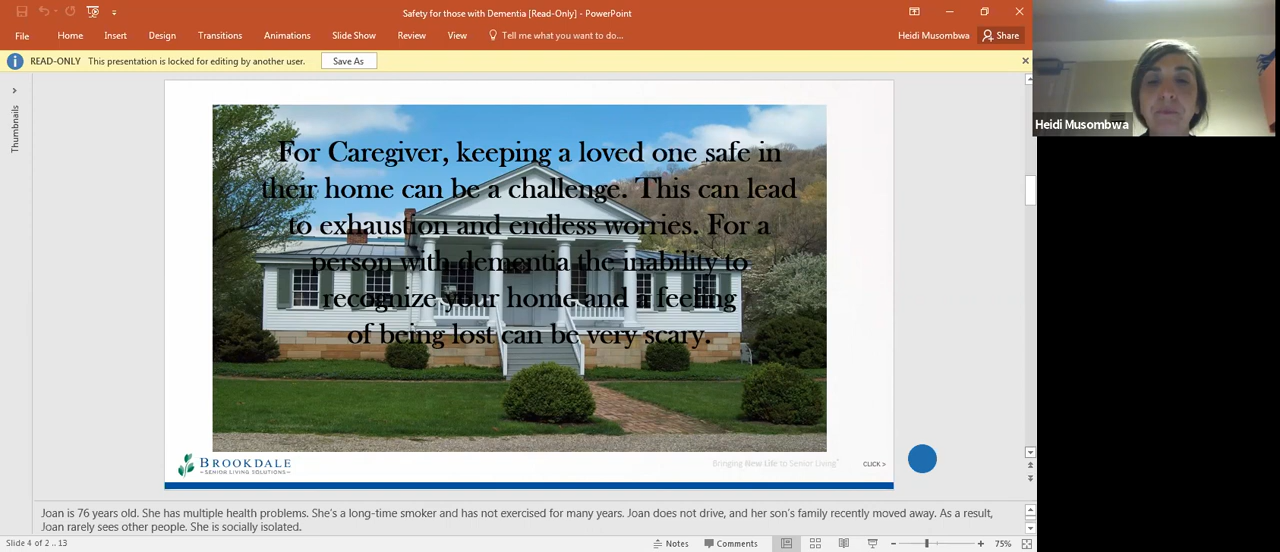 Safety for those with Dementia [Read-Only] - PowerPoint
File Home Insert Design Transitions Animations Slide Show Review View Tell me what you want to do... Heidi Musombwa Share
READ-ONLY This presentation is locked for editing by another user. Save As
Thumbnails
For Caregiver, keeping a loved one safe in
their home can be a challenge. This can lead
to exhaustion and endless worries. For a
person with dementia the inability to
recognize your home and a feeling
of being lost can be very scary.
BROOKDALE
SENIOR LIVING SOLUTIONS
Bringing New Life to Senior Living
CLICK >
Joan is 76 years old. She has multiple health problems. She's a long-time smoker and has not exercised for many years. Joan does not drive, and her son's family recently moved away. As a result,
Joan rarely sees other people. She is socially isolated.
Slide 4 of 2 .. 13 Notes Comments 75%
Heidi Musombwa